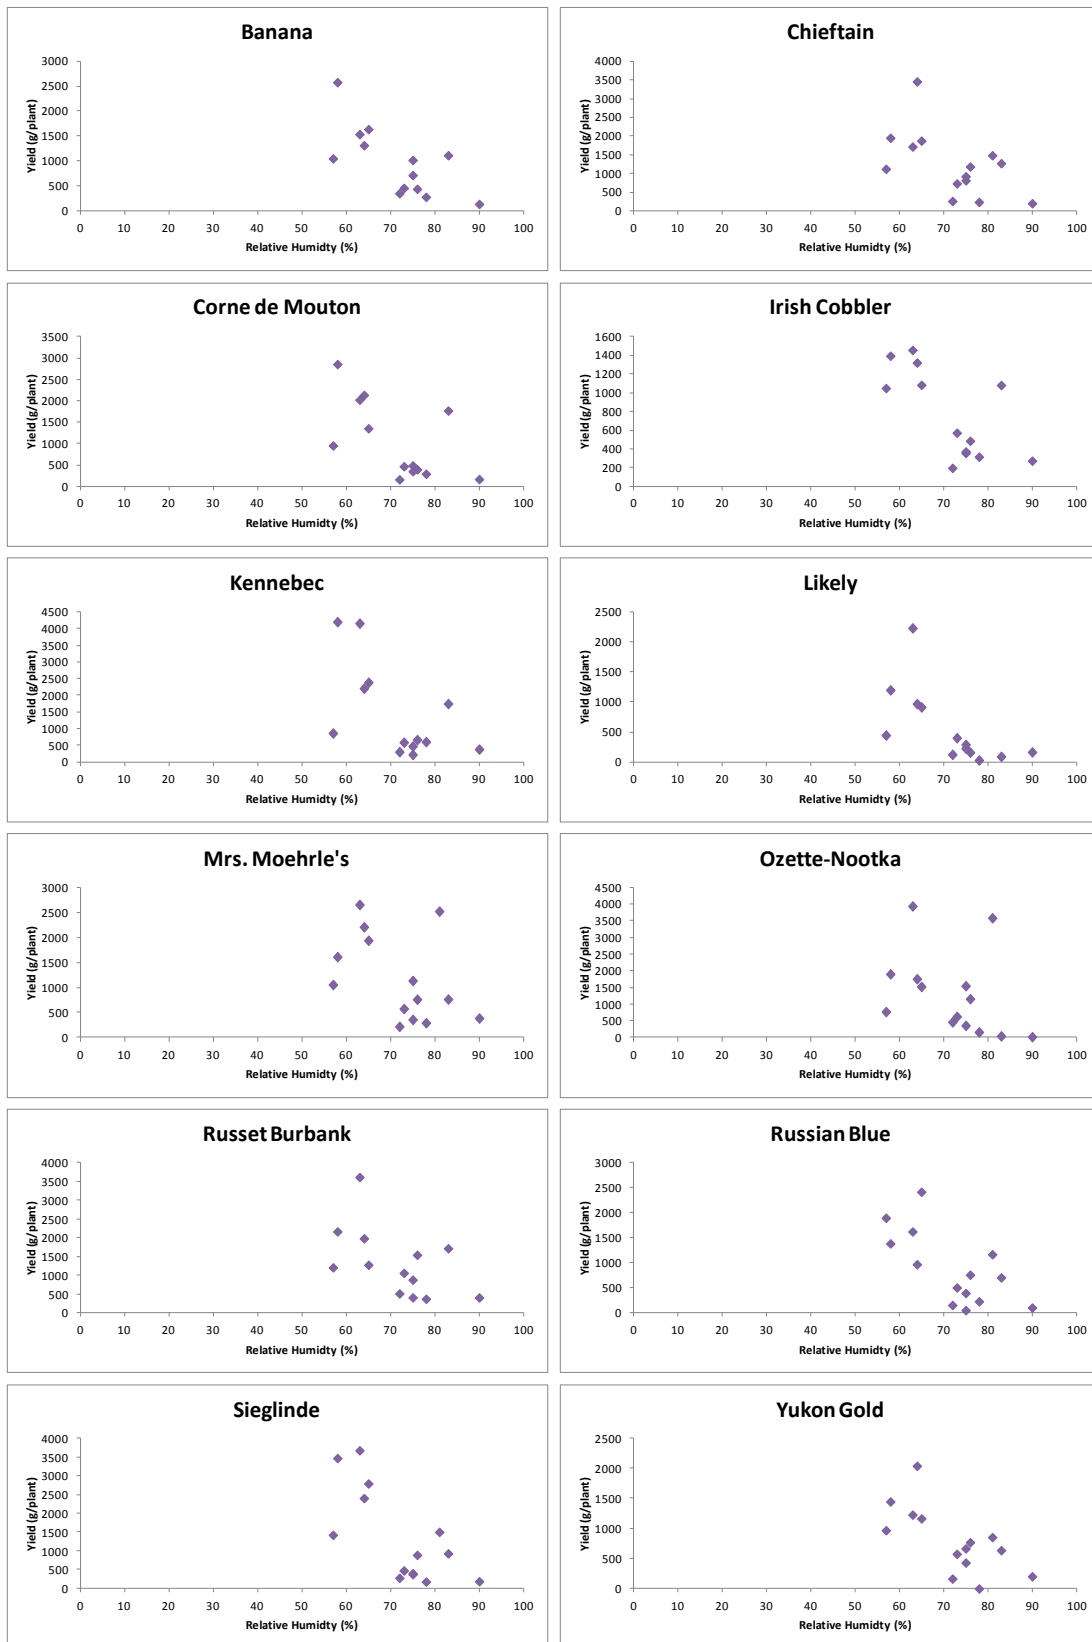 Banana
Yield (g/plant)
3000
2500
2000
1500
1000
500
0
0 10 20 30 40 50 60 70 80 90 100
Relative Humidty (%)
Chieftain
Yield (g/plant)
4000
3500
3000
2500
2000
1500
1000
500
0
0 10 20 30 40 50 60 70 80 90 100
Relative Humidty (%)
Corne de Mouton
Yield (g/plant)
3500
3000
2500
2000
1500
1000
500
0
0 10 20 30 40 50 60 70 80 90 100
Relative Humidty (%)
Irish Cobbler
Yield (g/plant)
1600
1400
1200
1000
800
600
400
200
0
0 10 20 30 40 50 60 70 80 90 100
Relative Humidty (%)
Kennebec
Yield (g/plant)
4500
4000
3500
3000
2500
2000
1500
1000
500
0
0 10 20 30 40 50 60 70 80 90 100
Relative Humidty (%)
Likely
Yield (g/plant)
2500
2000
1500
1000
500
0
0 10 20 30 40 50 60 70 80 90 100
Relative Humidty (%)
Mrs. Moehrle's
Yield (g/plant)
3000
2500
2000
1500
1000
500
0
0 10 20 30 40 50 60 70 80 90 100
Relative Humidty (%)
Ozette-Nootka
Yield (g/plant)
4500
4000
3500
3000
2500
2000
1500
1000
500
0
0 10 20 30 40 50 60 70 80 90 100
Relative Humidty (%)
Russet Burbank
Yield (g/plant)
4000
3500
3000
2500
2000
1500
1000
500
0
0 10 20 30 40 50 60 70 80 90 100
Relative Humidty (%)
Russian Blue
Yield (g/plant)
3000
2500
2000
1500
1000
500
0
0 10 20 30 40 50 60 70 80 90 100
Relative Humidty (%)
Sieglinde
Yield (g/plant)
4000
3500
3000
2500
2000
1500
1000
500
0
0 10 20 30 40 50 60 70 80 90 100
Relative Humidty (%)
Yukon Gold
Yield (g/plant)
2500
2000
1500
1000
500
0
0 10 20 30 40 50 60 70 80 90 100
Relative Humidty (%)